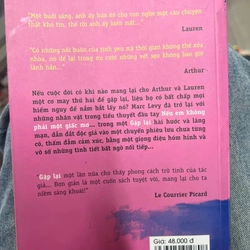 "Một buổi sáng, anh ấy bảo kể cho con nghe một câu chuyện
thật khó tin, thế rồi anh ấy
Lauren
"Có những nỗi buồn của tình yêu mà thời gian không thể xóa
nhòa, nó để lại trong nụ cười những vết sẹo không bao giờ
lành hẳn..."
Arthur
Nếu cuộc đời có khi nào mang lại cho Arthur và Lauren
một cơ may thứ hai để gặp lại, liệu họ có bất chấp mọi
hiểm nguy để nắm bắt lấy nó? Marc Levy đã trở lại với
những nhân vật trong tiểu thuyết đầu tay Nếu em không
phải một giấc mơ... trong một Gặp lại hài hước và lãng
mạn, dẫn dắt độc giả vào một chuyến phiêu lưu chưa từng
có, thấm đẫm cảm xúc, bằng một giọng điệu hóm hỉnh và
vô số những tình tiết bất ngờ nối tiếp...
"Gặp lại một lần nữa cho thấy phong cách trữ tình của tác
giả... Đơn giản là một cuốn sách tuyệt vời, mang lại cho ta
niềm sảng khoái!"
Le Courrier Picard
Giá: 48.000 đ